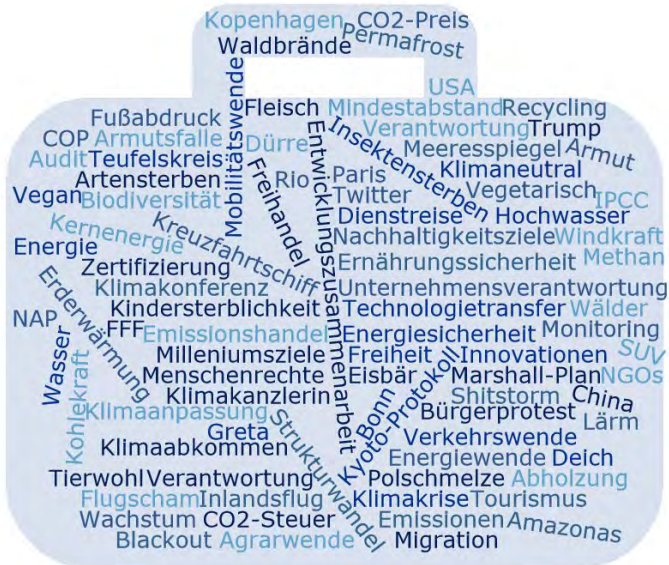 Kopenhagen CO2-Preis
Waldbrände Permafrost
USA
Fußabdruck Mobilitätswende Fleisch Mindestabstand Recycling
COP Armutsfalle Dürre Entwicklungszusammenarbeit Insektensterben Verantwortung Trump
Audit Teufelskreis Freihandel Meeresspiegel Armut
Artensterben Rio Paris Klimaneutral
Vegan Biodiversität Twitter Vegetarisch IPCC
Kernenergie Kreuzfahrtschiff Dienstreise Hochwasser
Energie Nachhaltigkeitsziele Windkraft
Zertifizierung Ernährungssicherheit Methan
Erderwärmung Klimakonferenz Unternehmensverantwortung
Kindersterblichkeit Technologietransfer Wälder
NAP FFF Emissionshandel Energiesicherheit Monitoring
Wasser Milleniumsziele Freiheit Innovationen SUV
Menschenrechte Eisbär Marshall-Plan NGOs
Kohlekraft Klimakanzlerin Kyoto-Protokoll Shitstorm China
Klimaanpassung Strukturwandel Bonn Bürgerprotest Lärm
Greta Verkehrswende
Klimaabkommen Energiewende Deich
Tierwohl Verantwortung Polschmelze Abholzung
Flugscham Inlandsflug Klimakrise Tourismus
Wachstum CO2-Steuer Emissionen Amazonas
Blackout Agrarwende Migration